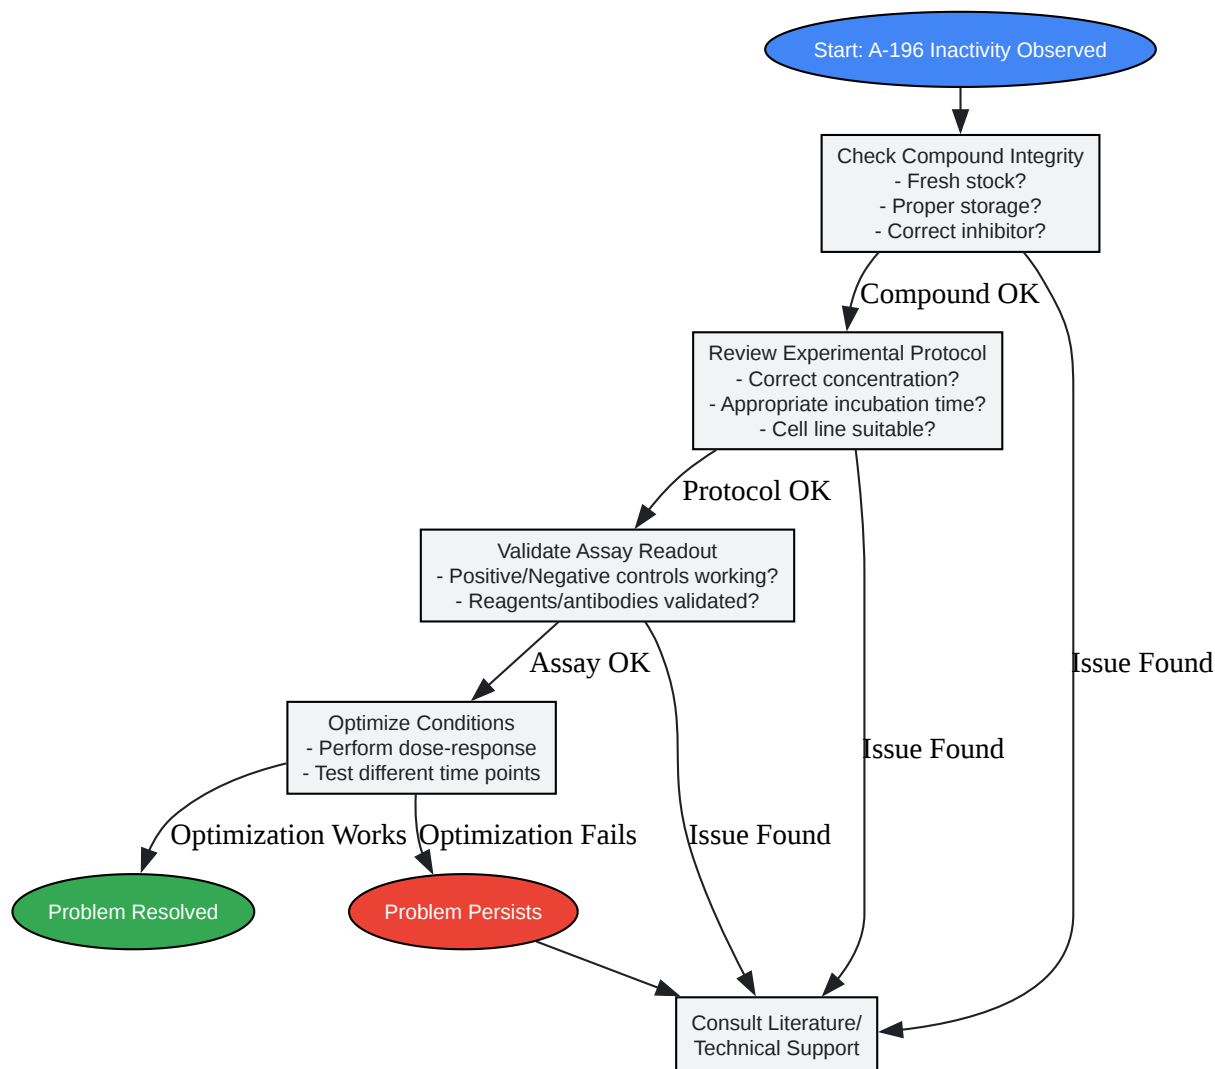 Start: A-196 Inactivity Observed
Check Compound Integrity
- Fresh stock?
- Proper storage?
- Correct inhibitor?
Compound OK
Review Experimental Protocol
- Correct concentration?
- Appropriate incubation time?
- Cell line suitable?
Protocol OK
Validate Assay Readout
- Positive/Negative controls working?
- Reagents/antibodies validated?
Assay OK
Issue Found
Optimize Conditions
- Perform dose-response
- Test different time points
Issue Found
Optimization Works
Optimization Fails
Issue Found
Problem Resolved
Problem Persists
Consult Literature/
Technical Support